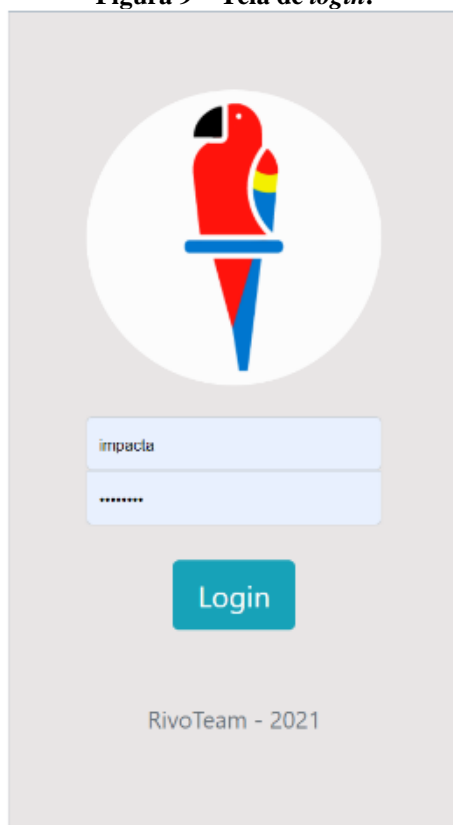 Figura 9 – Tela de login.
impacta
••••••••
Login
RivoTeam - 2021